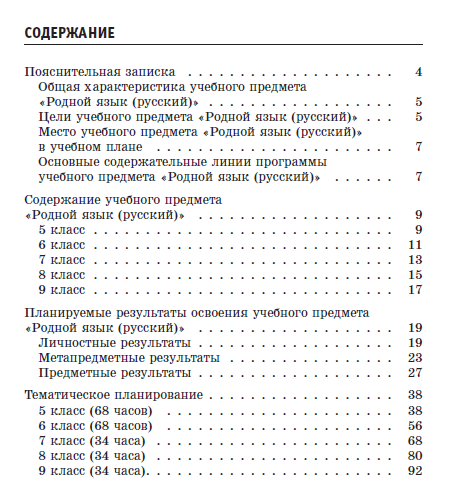 СОДЕРЖАНИЕ
Пояснительная записка . . . . . . . . . . . . . . . . . . . . 4
Общая характеристика учебного предмета
«Родной язык (русский)» . . . . . . . . . . . . . . . . . . 5
Цели учебного предмета «Родной язык (русский)» . . . 5
Место учебного предмета «Родной язык (русский)»
в учебном плане . . . . . . . . . . . . . . . . . . . . . . 7
Основные содержательные линии программы
учебного предмета «Родной язык (русский)» . . . . . . 7
Содержание учебного предмета
«Родной язык (русский)» . . . . . . . . . . . . . . . . . . . 9
5 класс . . . . . . . . . . . . . . . . . . . . . . . . . . . 9
6 класс . . . . . . . . . . . . . . . . . . . . . . . . . . . 11
7 класс . . . . . . . . . . . . . . . . . . . . . . . . . . . 13
8 класс . . . . . . . . . . . . . . . . . . . . . . . . . . . 15
9 класс . . . . . . . . . . . . . . . . . . . . . . . . . . . 17
Планируемые результаты освоения учебного предмета
«Родной язык (русский)» . . . . . . . . . . . . . . . . . . . 19
Личностные результаты . . . . . . . . . . . . . . . . . . 19
Метапредметные результаты . . . . . . . . . . . . . . . 23
Предметные результаты . . . . . . . . . . . . . . . . . . 27
Тематическое планирование . . . . . . . . . . . . . . . . . 38
5 класс (68 часов) . . . . . . . . . . . . . . . . . . . . . 38
6 класс (68 часов) . . . . . . . . . . . . . . . . . . . . . 56
7 класс (34 часа) . . . . . . . . . . . . . . . . . . . . . . 68
8 класс (34 часа) . . . . . . . . . . . . . . . . . . . . . . 80
9 класс (34 часа). . . . . . . . . . . . . . . . . . . . . . . 92